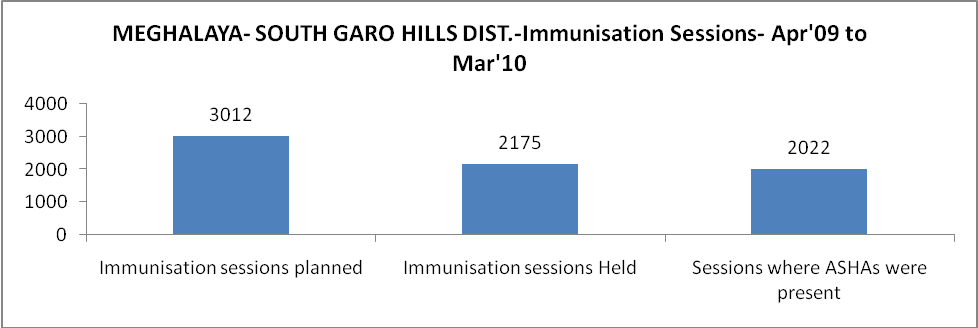 MEGHALAYA- SOUTH GARO HILLS DIST.-Immunisation Sessions- Apr'09 to
Mar'10
4000
3000
2000
1000
0
3012
2175
2022
Immunisation sessions planned
Immunisation sessions Held
Sessions where ASHAs were
present